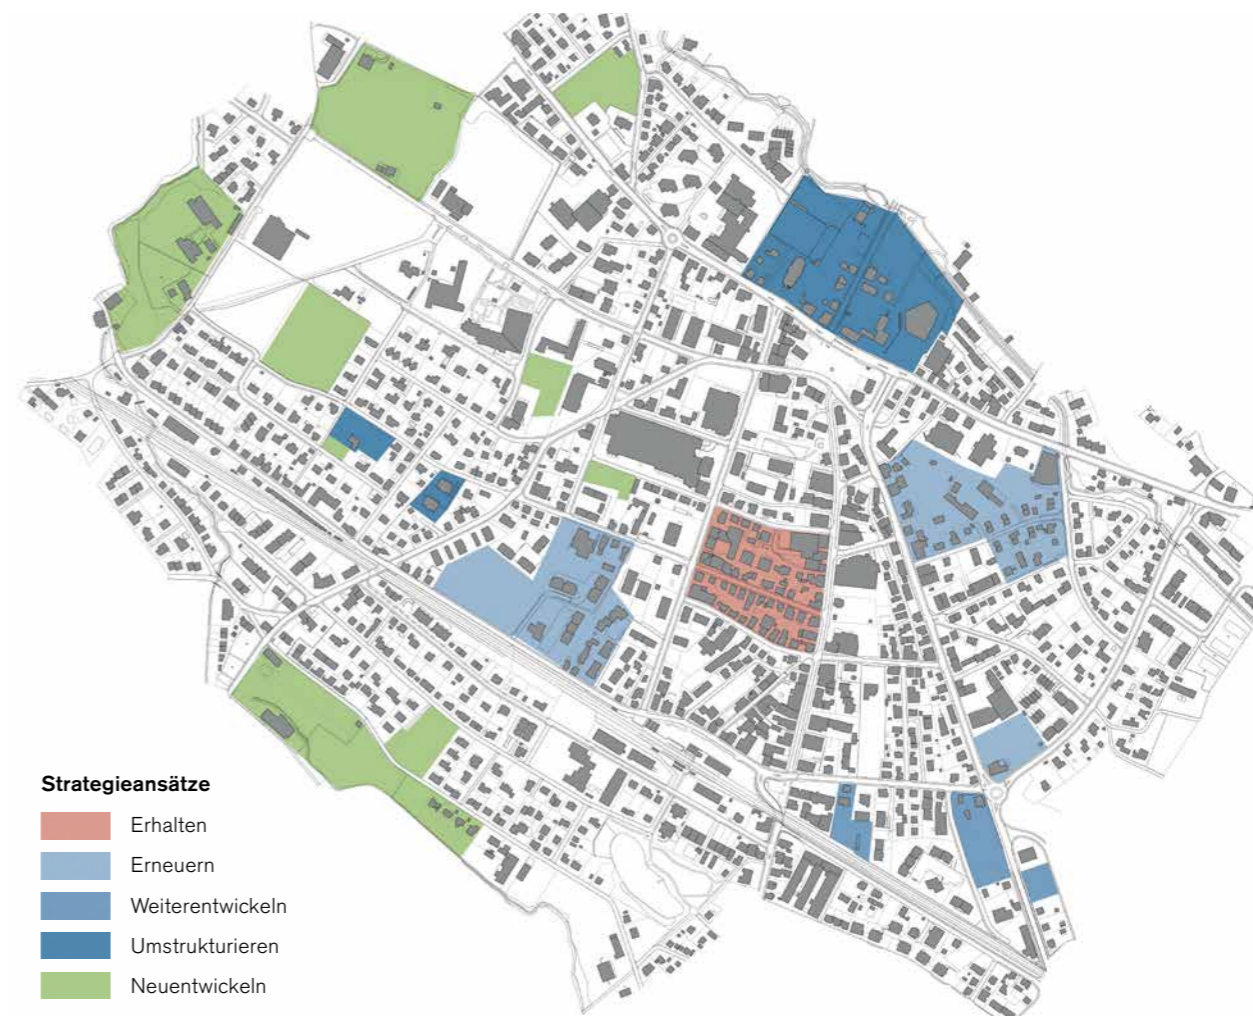 Strategieansätze
Erhalten
Erneuern
Weiterentwickeln
Umstrukturieren
Neuentwickeln